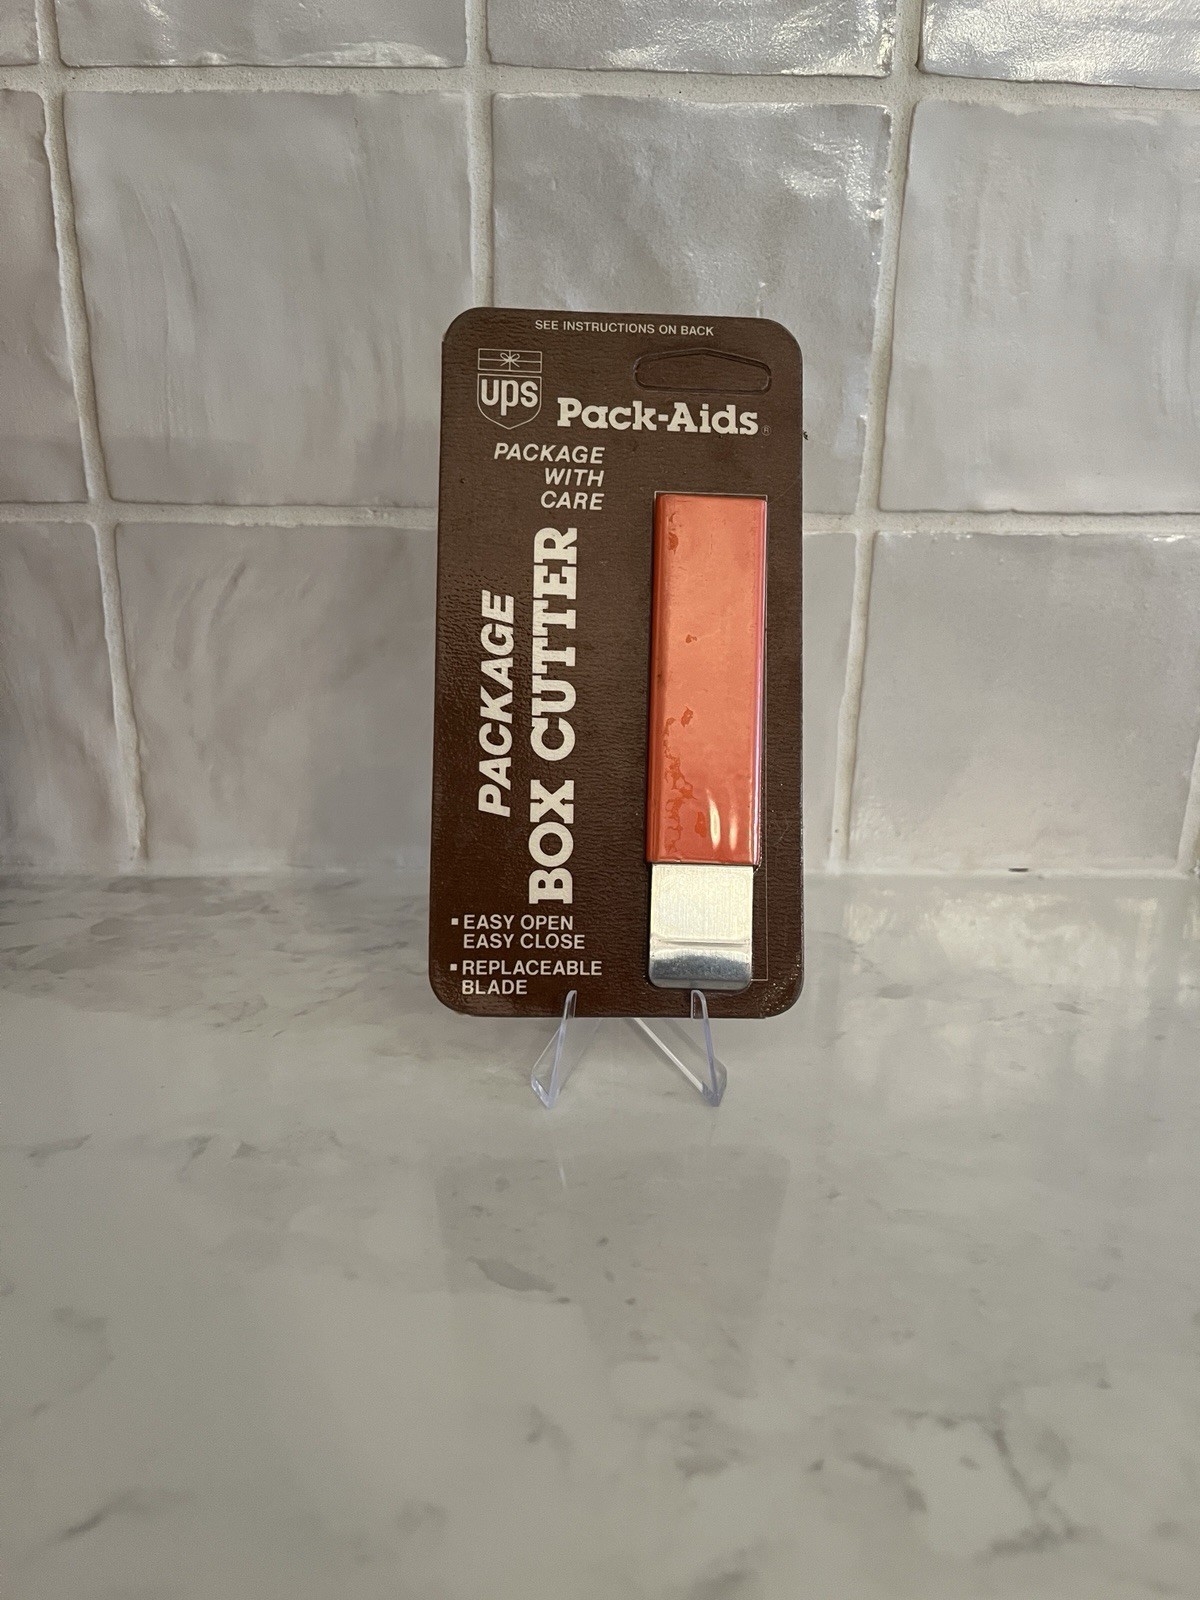 SEE INSTRUCTIONS ON BACK
ups
Pack-Aids®
PACKAGE
WITH
CARE
PACKAGE
BOX CUTTER
▪ EASY OPEN
EASY CLOSE
▪ REPLACEABLE
BLADE